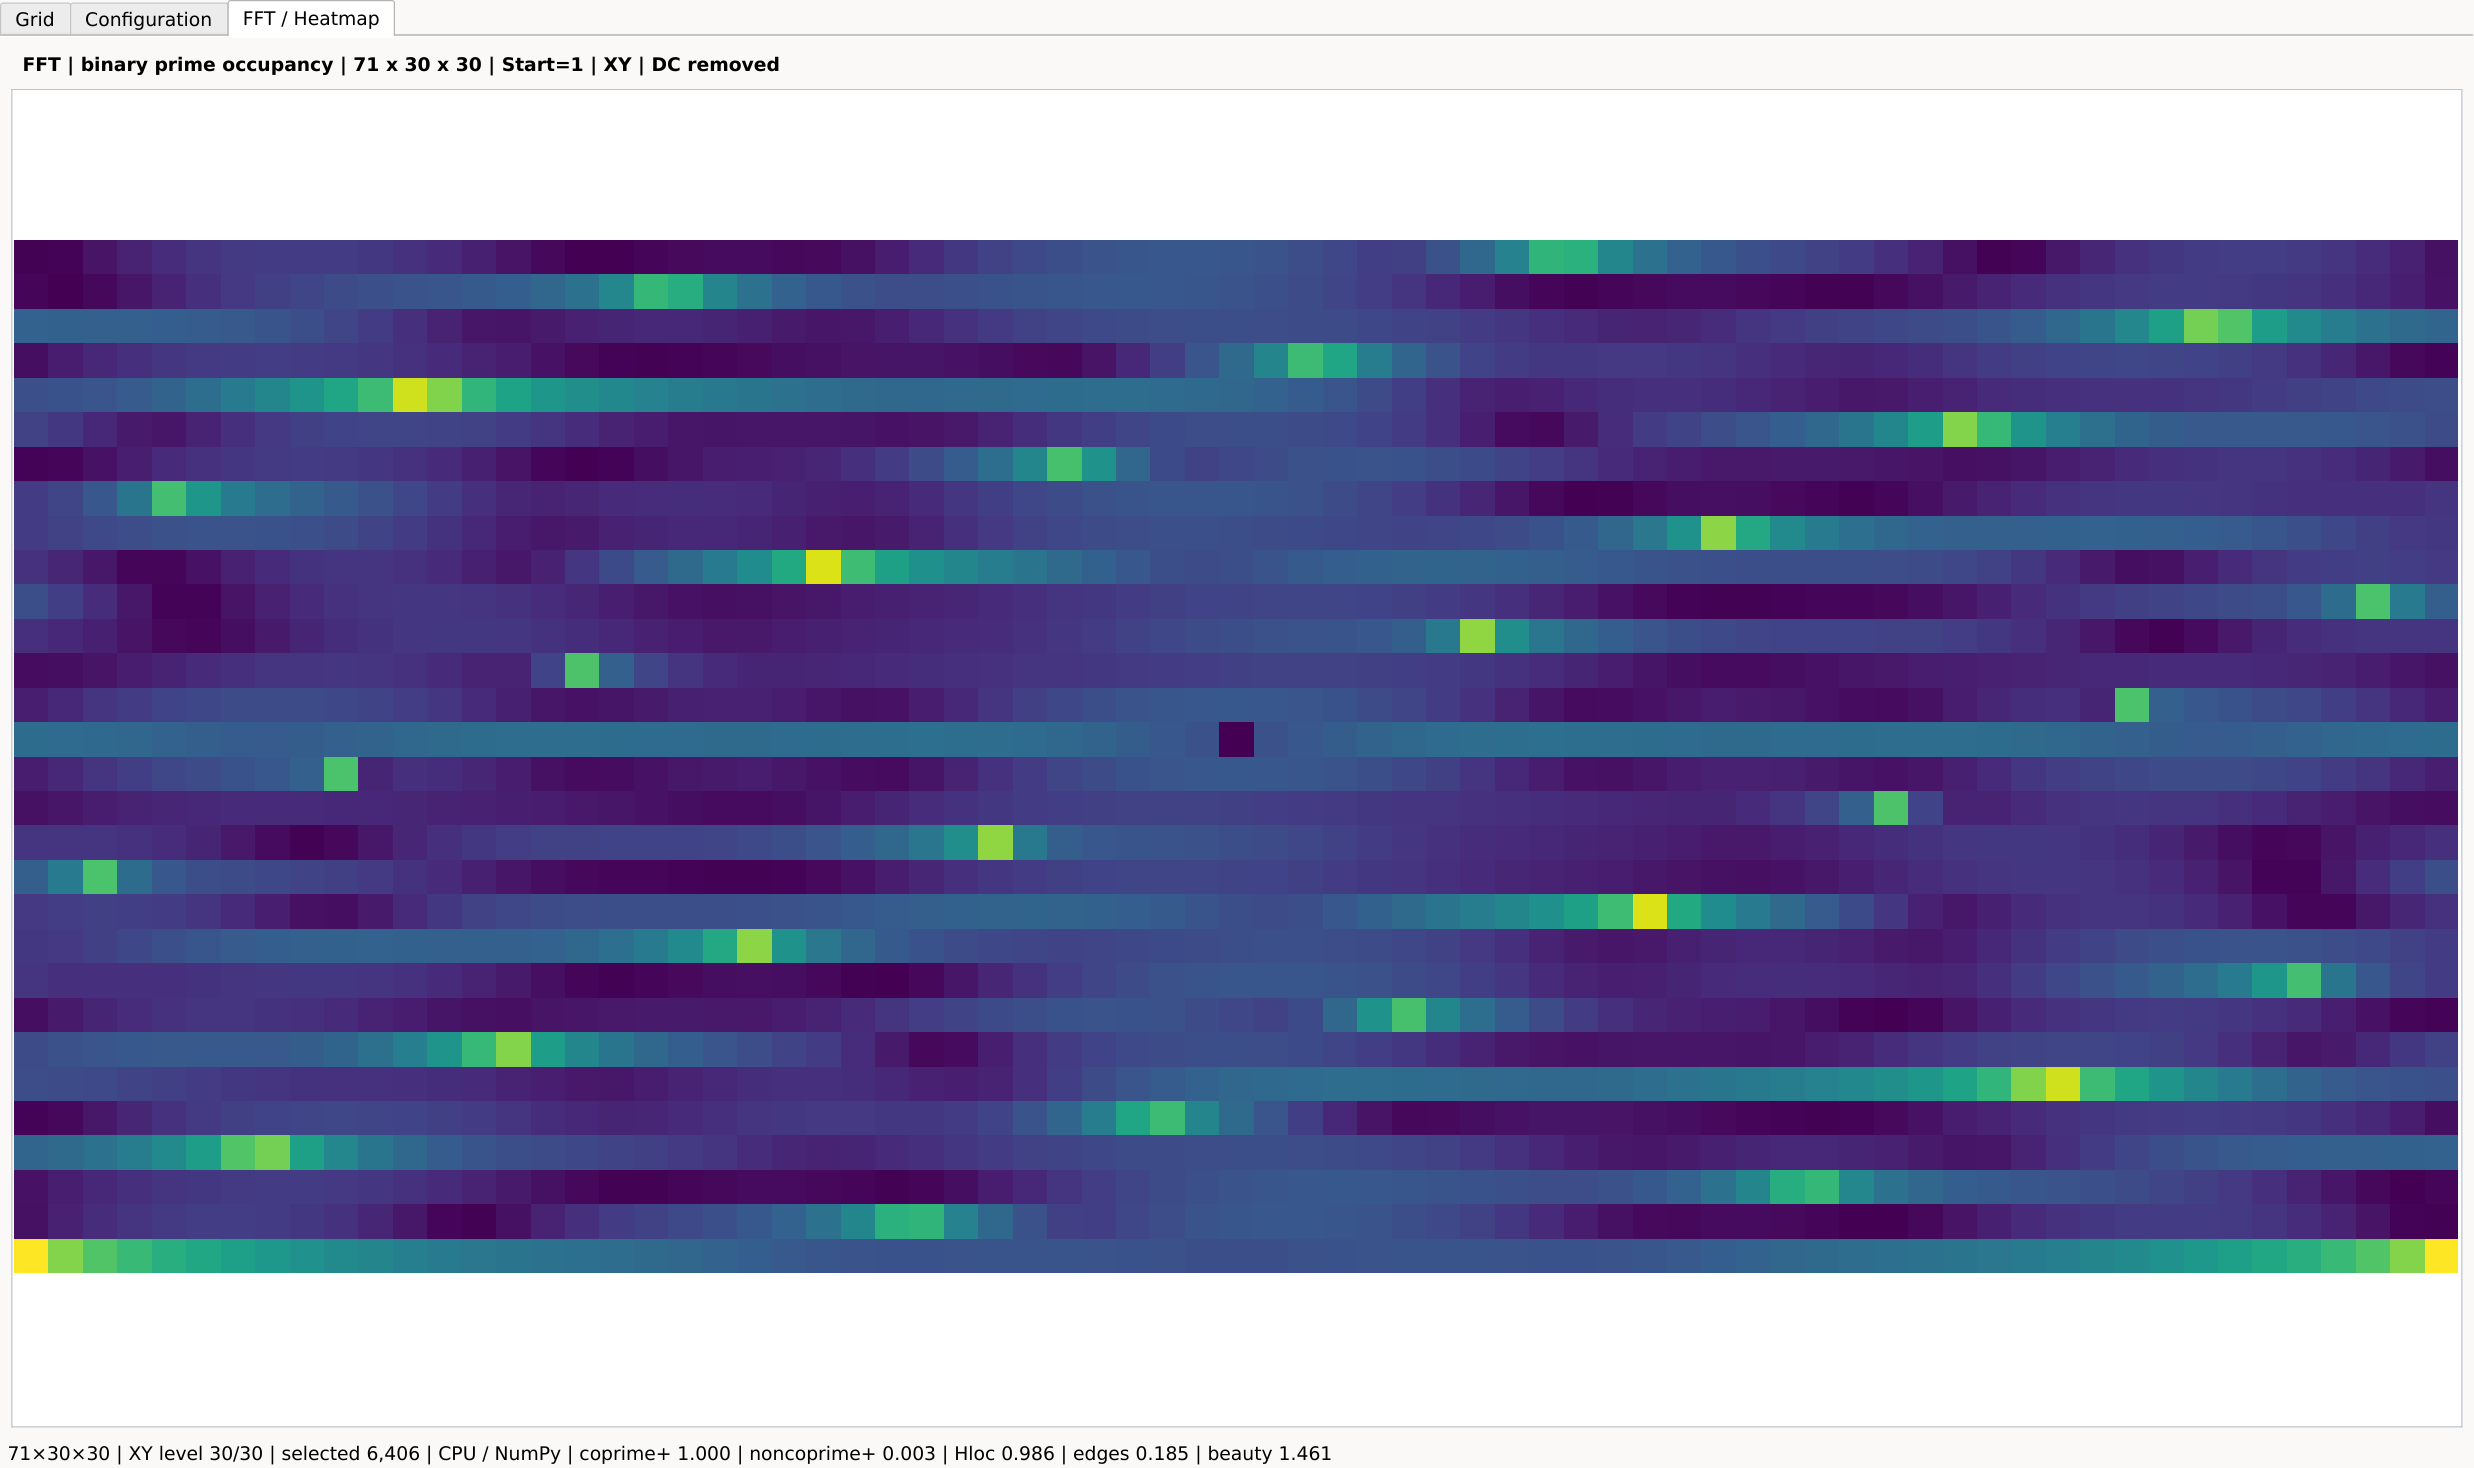 Grid Configuration FFT / Heatmap
FFT | binary prime occupancy | 71 x 30 x 30 | Start=1 | XY | DC removed
71×30×30 | XY level 30/30 | selected 6,406 | CPU / NumPy | coprime+ 1.000 | noncoprime+ 0.003 | Hloc 0.986 | edges 0.185 | beauty 1.461